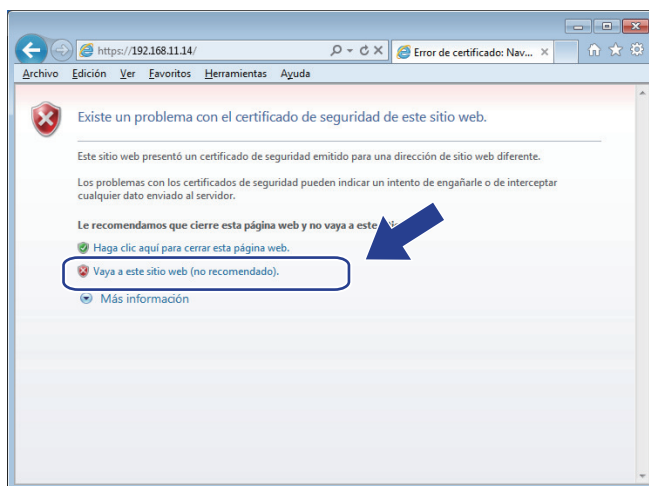 https://192.168.11.14/
Error de certificado: Nav...
Archivo Edición Ver Favoritos Herramientas Ayuda
Existe un problema con el certificado de seguridad de este sitio web.
Este sitio web presentó un certificado de seguridad emitido para una dirección de sitio web diferente.
Los problemas con los certificados de seguridad pueden indicar un intento de engañarle o de interceptar
cualquier dato enviado al servidor.
Le recomendamos que cierre esta página web y no vaya a este
Haga clic aquí para cerrar esta página web.
Vaya a este sitio web (no recomendado).
Más información